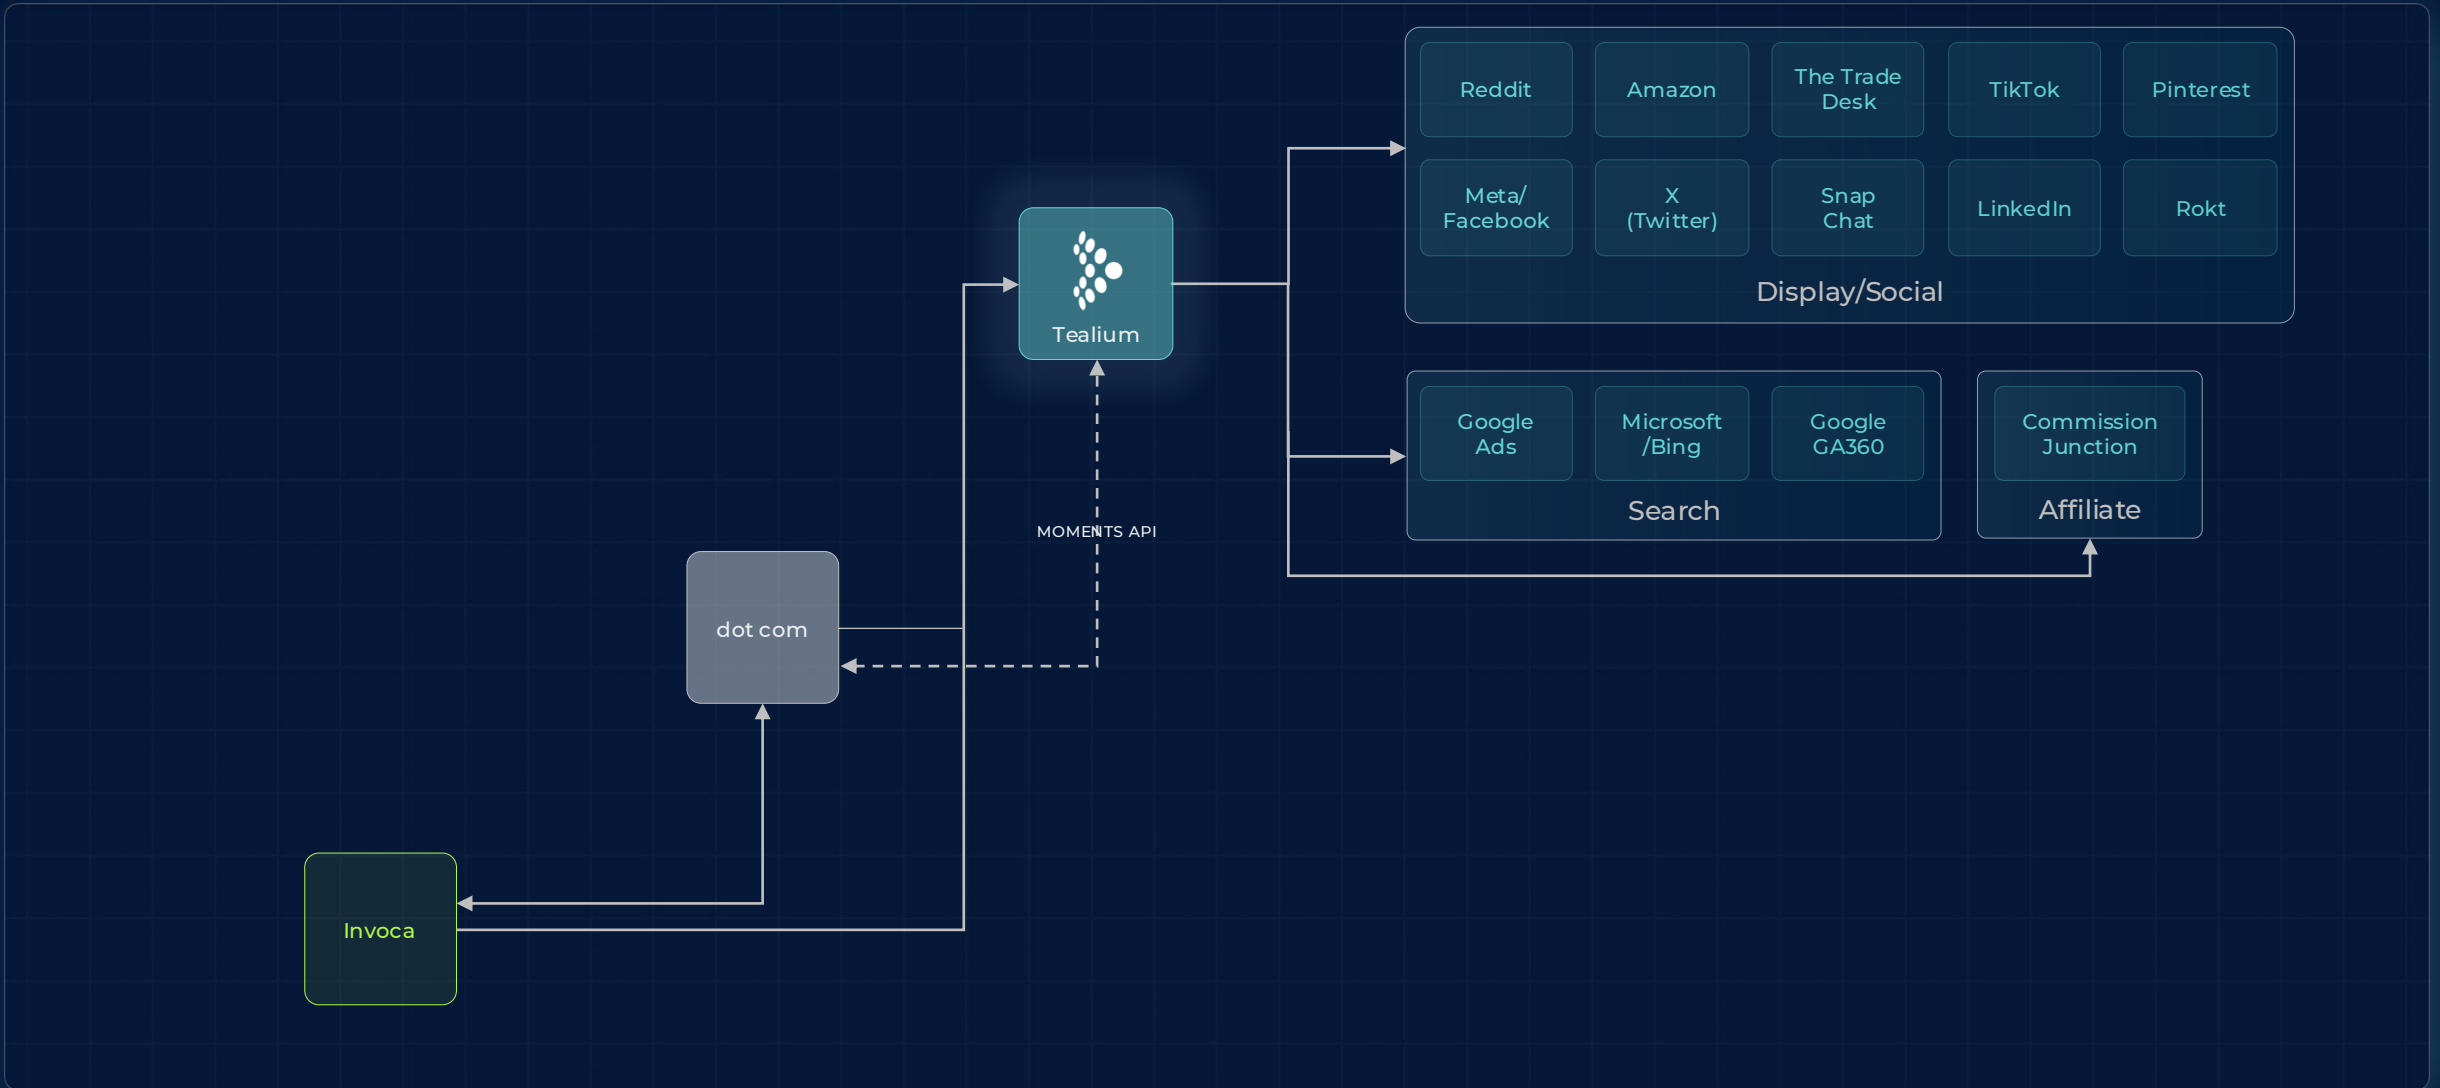 Reddit
Amazon
The Trade
Desk
TikTok
Pinterest
Meta/
Facebook
X
(Twitter)
Snap
Chat
LinkedIn
Rokt
Display/Social
Tealium
Google
Ads
Microsoft
/Bing
Google
GA360
Search
Commission
Junction
Affiliate
MOMENTS API
dot com
Invoca